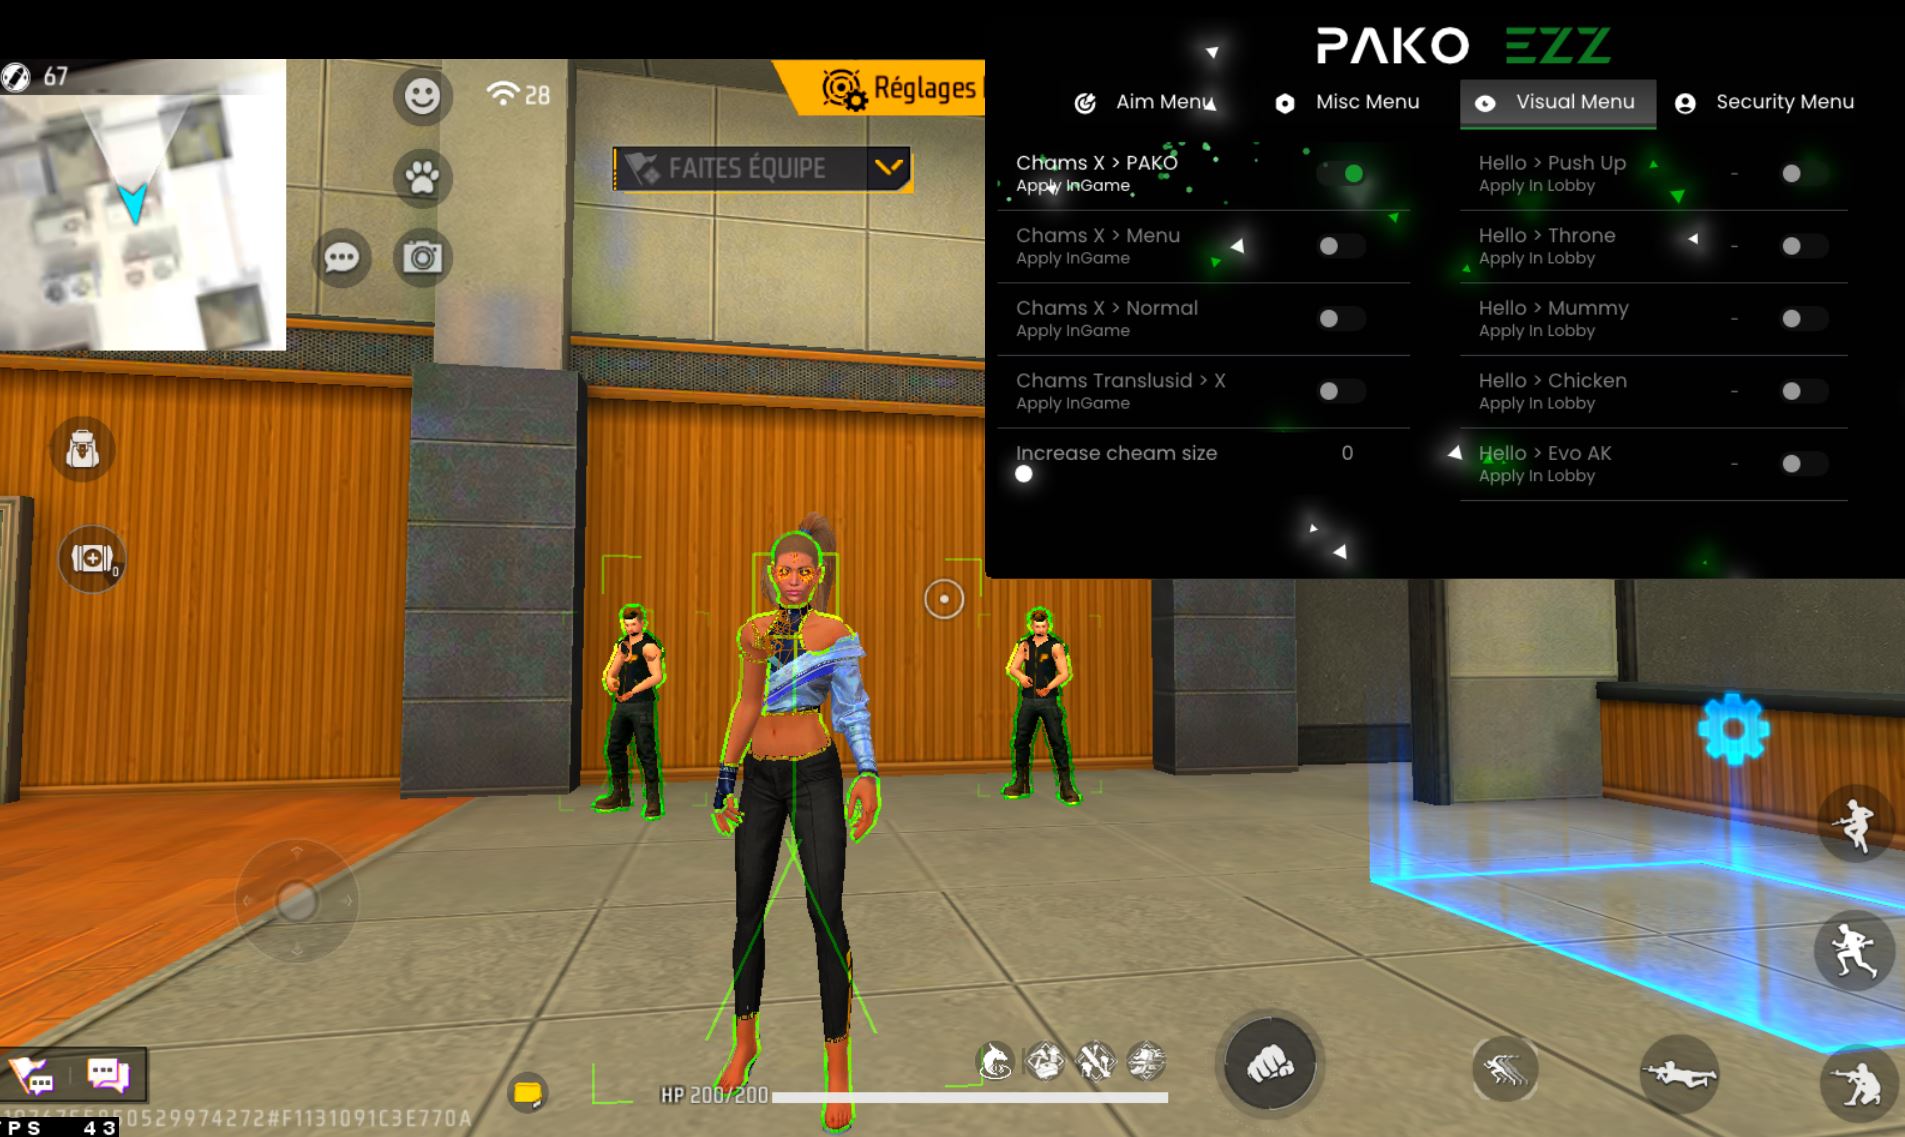 PAKO EZZ
67
28
Réglages
FAITES ÉQUIPE
Aim Menu
Misc Menu
Visual Menu
Security Menu
Chams X > PAKO
Apply InGame
Chams X > Menu
Apply InGame
Chams X > Normal
Apply InGame
Chams Translusid > X
Apply InGame
Increase cheam size 0
Hello > Push Up -
Apply In Lobby
Hello > Throne -
Apply In Lobby
Hello > Mummy -
Apply In Lobby
Hello > Chicken -
Apply In Lobby
Hello > Evo AK -
Apply In Lobby
0
HP 200/200
43